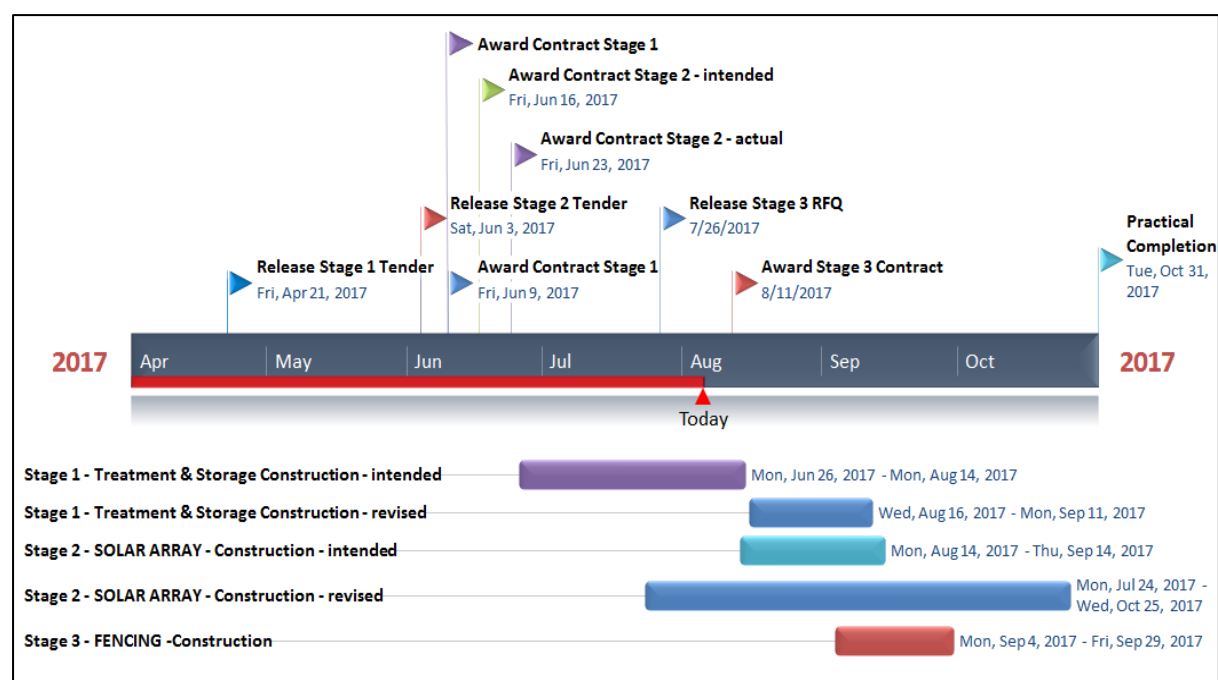 Award Contract Stage 1
Award Contract Stage 2 - intended
Fri, Jun 16, 2017
Award Contract Stage 2 - actual
Fri, Jun 23, 2017
Release Stage 2 Tender
Sat, Jun 3, 2017
Release Stage 3 RFQ
7/26/2017
Practical
Completion
Tue, Oct 31,
2017
Release Stage 1 Tender
Fri, Apr 21, 2017
Award Contract Stage 1
Fri, Jun 9, 2017
Award Stage 3 Contract
8/11/2017
2017 Apr May Jun Jul Aug Sep Oct 2017
Today
Stage 1 - Treatment & Storage Construction - intended Mon, Jun 26, 2017 - Mon, Aug 14, 2017
Stage 1 - Treatment & Storage Construction - revised Wed, Aug 16, 2017 - Mon, Sep 11, 2017
Stage 2 - SOLAR ARRAY - Construction - intended Mon, Aug 14, 2017 - Thu, Sep 14, 2017
Stage 2 - SOLAR ARRAY - Construction - revised Mon, Jul 24, 2017 -
Wed, Oct 25, 2017
Stage 3 - FENCING -Construction Mon, Sep 4, 2017 - Fri, Sep 29, 2017